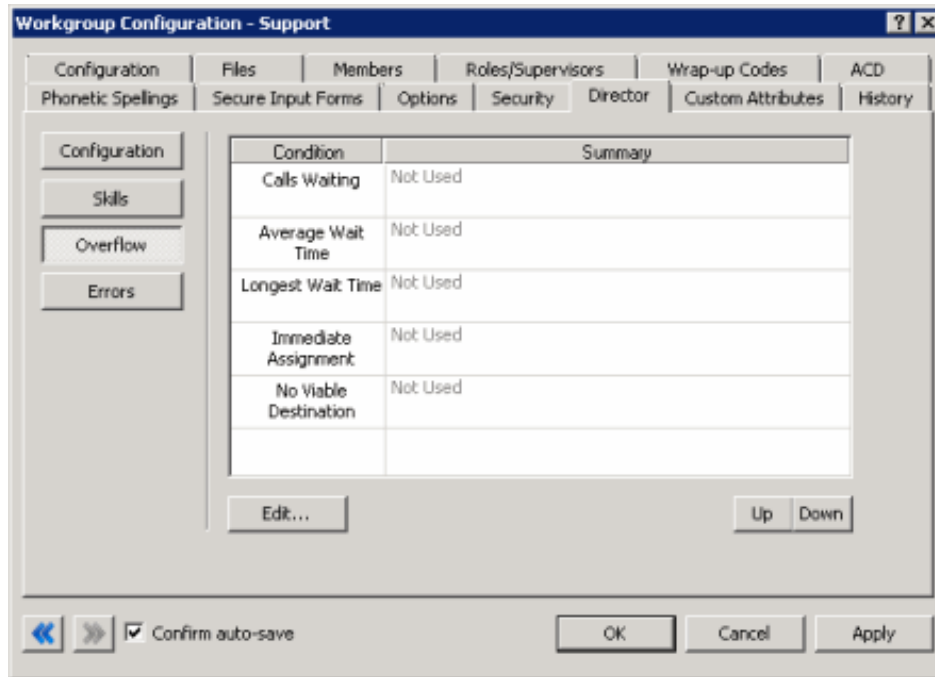 Workgroup Configuration - Support
Configuration Files Members Roles/Supervisors Wrap-up Codes ACD
Phonetic Spellings Secure Input Forms Options Security Director Custom Attributes History
Configuration
Skills
Overflow
Errors
Condition Summary
Calls Waiting Not Used
Average Wait Not Used
Time
Longest Wait Time Not Used
Immediate Not Used
Assignment
No Viable Not Used
Destination
Edit... Up Down
Confirm auto-save OK Cancel Apply